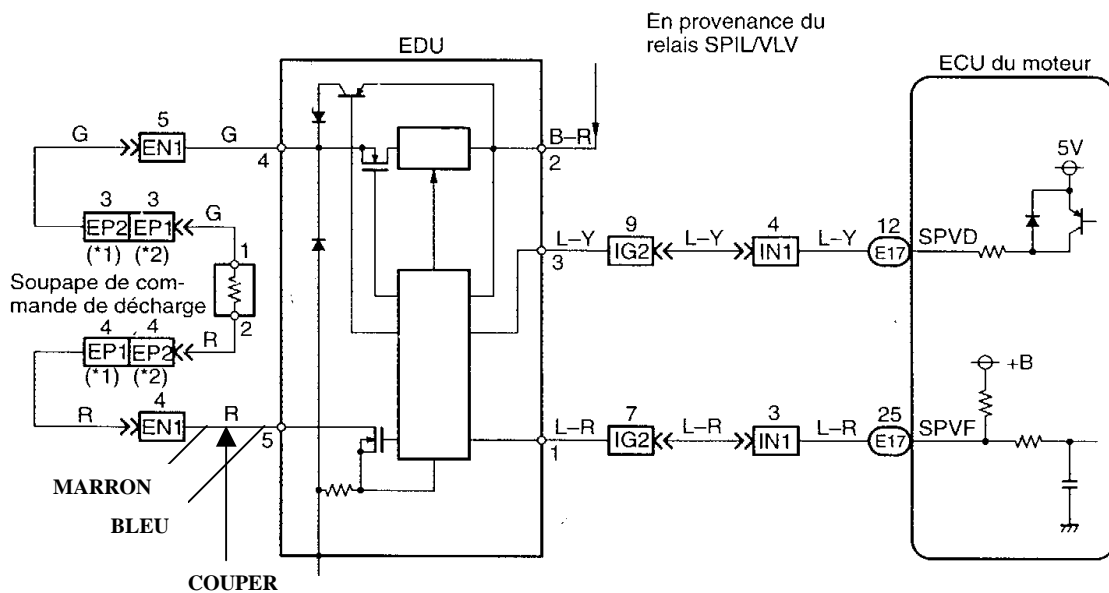 En provenance du
relais SPIL/VLV
EDU
ECU du moteur
5
G
G
EN1
4
B–R
2
5V
3 3
G
EP2 EP1
(*1) (*2)
1
9
4
12
L–Y
L–Y
L–Y
SPVD
3
IG2
IN1
E17
Soupape de com-
mande de décharge
2
4 4
R
EP1 EP2
(*1) (*2)
+B
4
R
R
EN1
5
7
3
25
L–R
L–R
L–R
SPVF
1
IG2
IN1
E17
MARRON
BLEU
COUPER